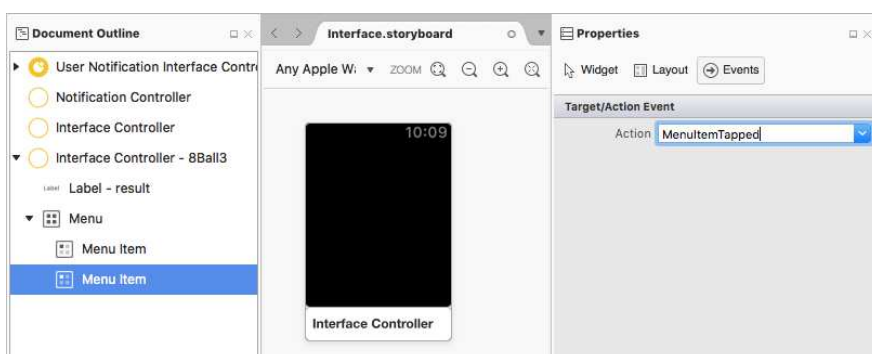 Document Outline
User Notification Interface Contr
Notification Controller
Interface Controller
Interface Controller - 8Ball3
Label Label - result
Menu
Menu Item
Menu Item
Interface.storyboard
Any Apple Wa ZOOM
10:09
Interface Controller
Properties
Widget Layout Events
Target/Action Event
Action MenuItemTapped